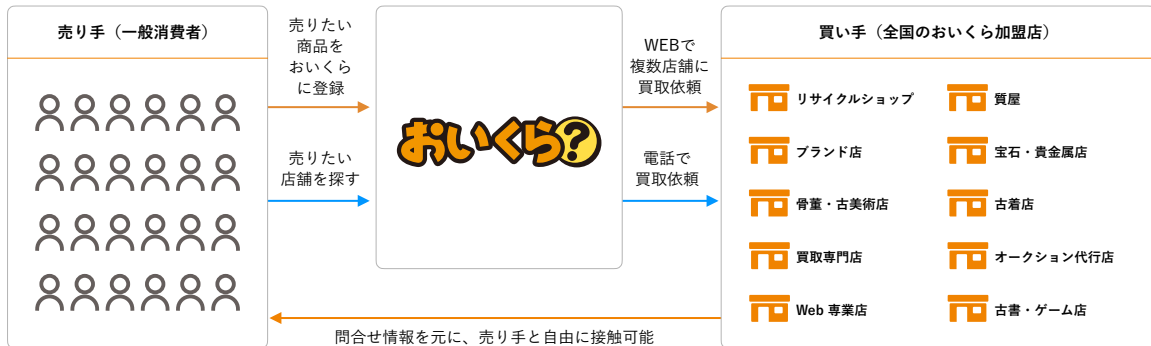 売り手（一般消費者）
売りたい
商品を
おいくら
に登録
売りたい
店舗を探す
おいくら?
WEBで
複数店舗に
買取依頼
電話で
買取依頼
買い手（全国のおいくら加盟店）
リサイクルショップ
質屋
ブランド店
宝石・貴金属店
骨董・古美術店
古着店
買取専門店
オークション代行店
Web 専業店
古書・ゲーム店
問合せ情報を元に、売り手と自由に接触可能